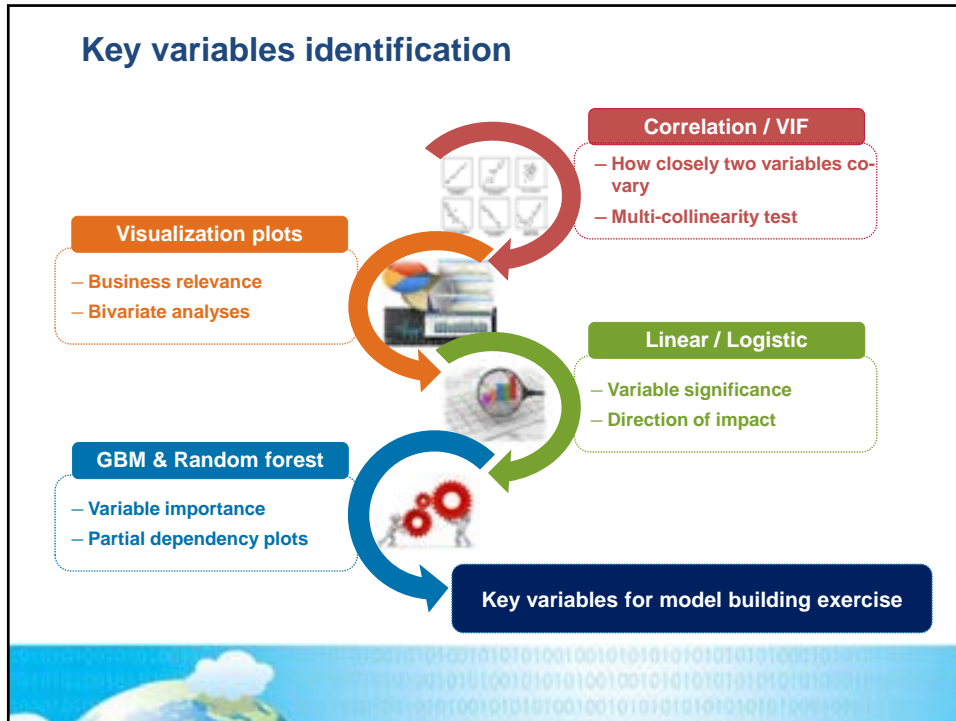 Key variables identification
Correlation / VIF
– How closely two variables co-
vary
– Multi-collinearity test
Visualization plots
– Business relevance
– Bivariate analyses
Linear / Logistic
– Variable significance
– Direction of impact
GBM & Random forest
– Variable importance
– Partial dependency plots
Key variables for model building exercise